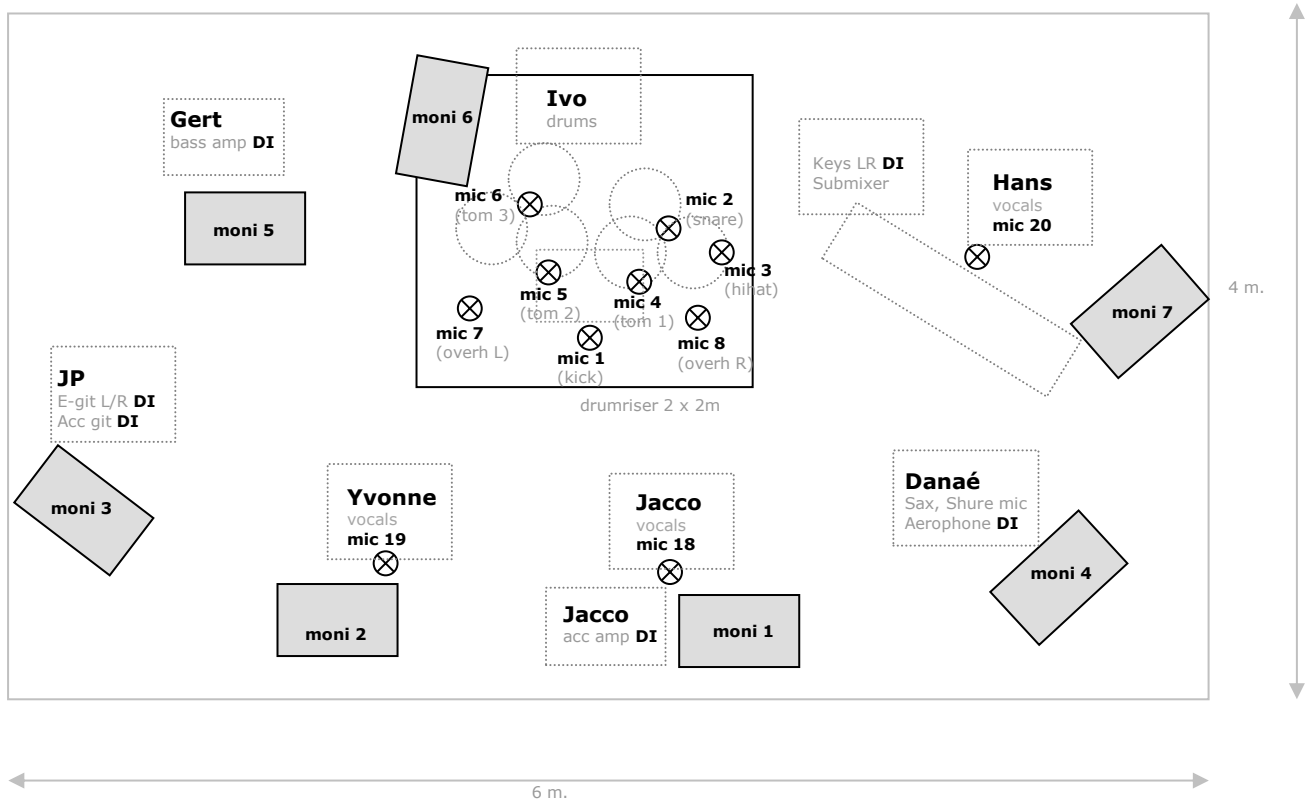 Gert
bass amp DI
moni 5
moni 6
Ivo
drums
mic 6
(tom 3)
mic 2
(snare)
mic 3
(hihat)
mic 5
(tom 2)
mic 4
(tom 1)
mic 7
(overh L)
mic 1
(kick)
mic 8
(overh R)
drumriser 2 x 2m
Keys LR DI
Submixer
Hans
vocals
mic 20
moni 7
4 m.
JP
E-git L/R DI
Acc git DI
moni 3
Yvonne
vocals
mic 19
moni 2
Jacco
vocals
mic 18
Jacco
acc amp DI
moni 1
Danaé
Sax, Shure mic
Aerophone DI
moni 4
6 m.